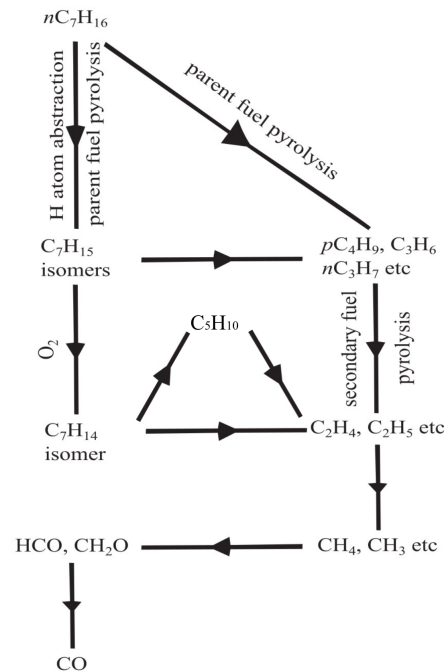 nC₇H₁₆
H atom abstraction
parent fuel pyrolysis
parent fuel pyrolysis
C₇H₁₅
isomers
pC₄H₉, C₃H₆
nC₃H₇ etc
O₂
C₅H₁₀
secondary fuel
pyrolysis
C₇H₁₄
isomer
C₂H₄, C₂H₅ etc
HCO, CH₂O
CH₄, CH₃ etc
CO